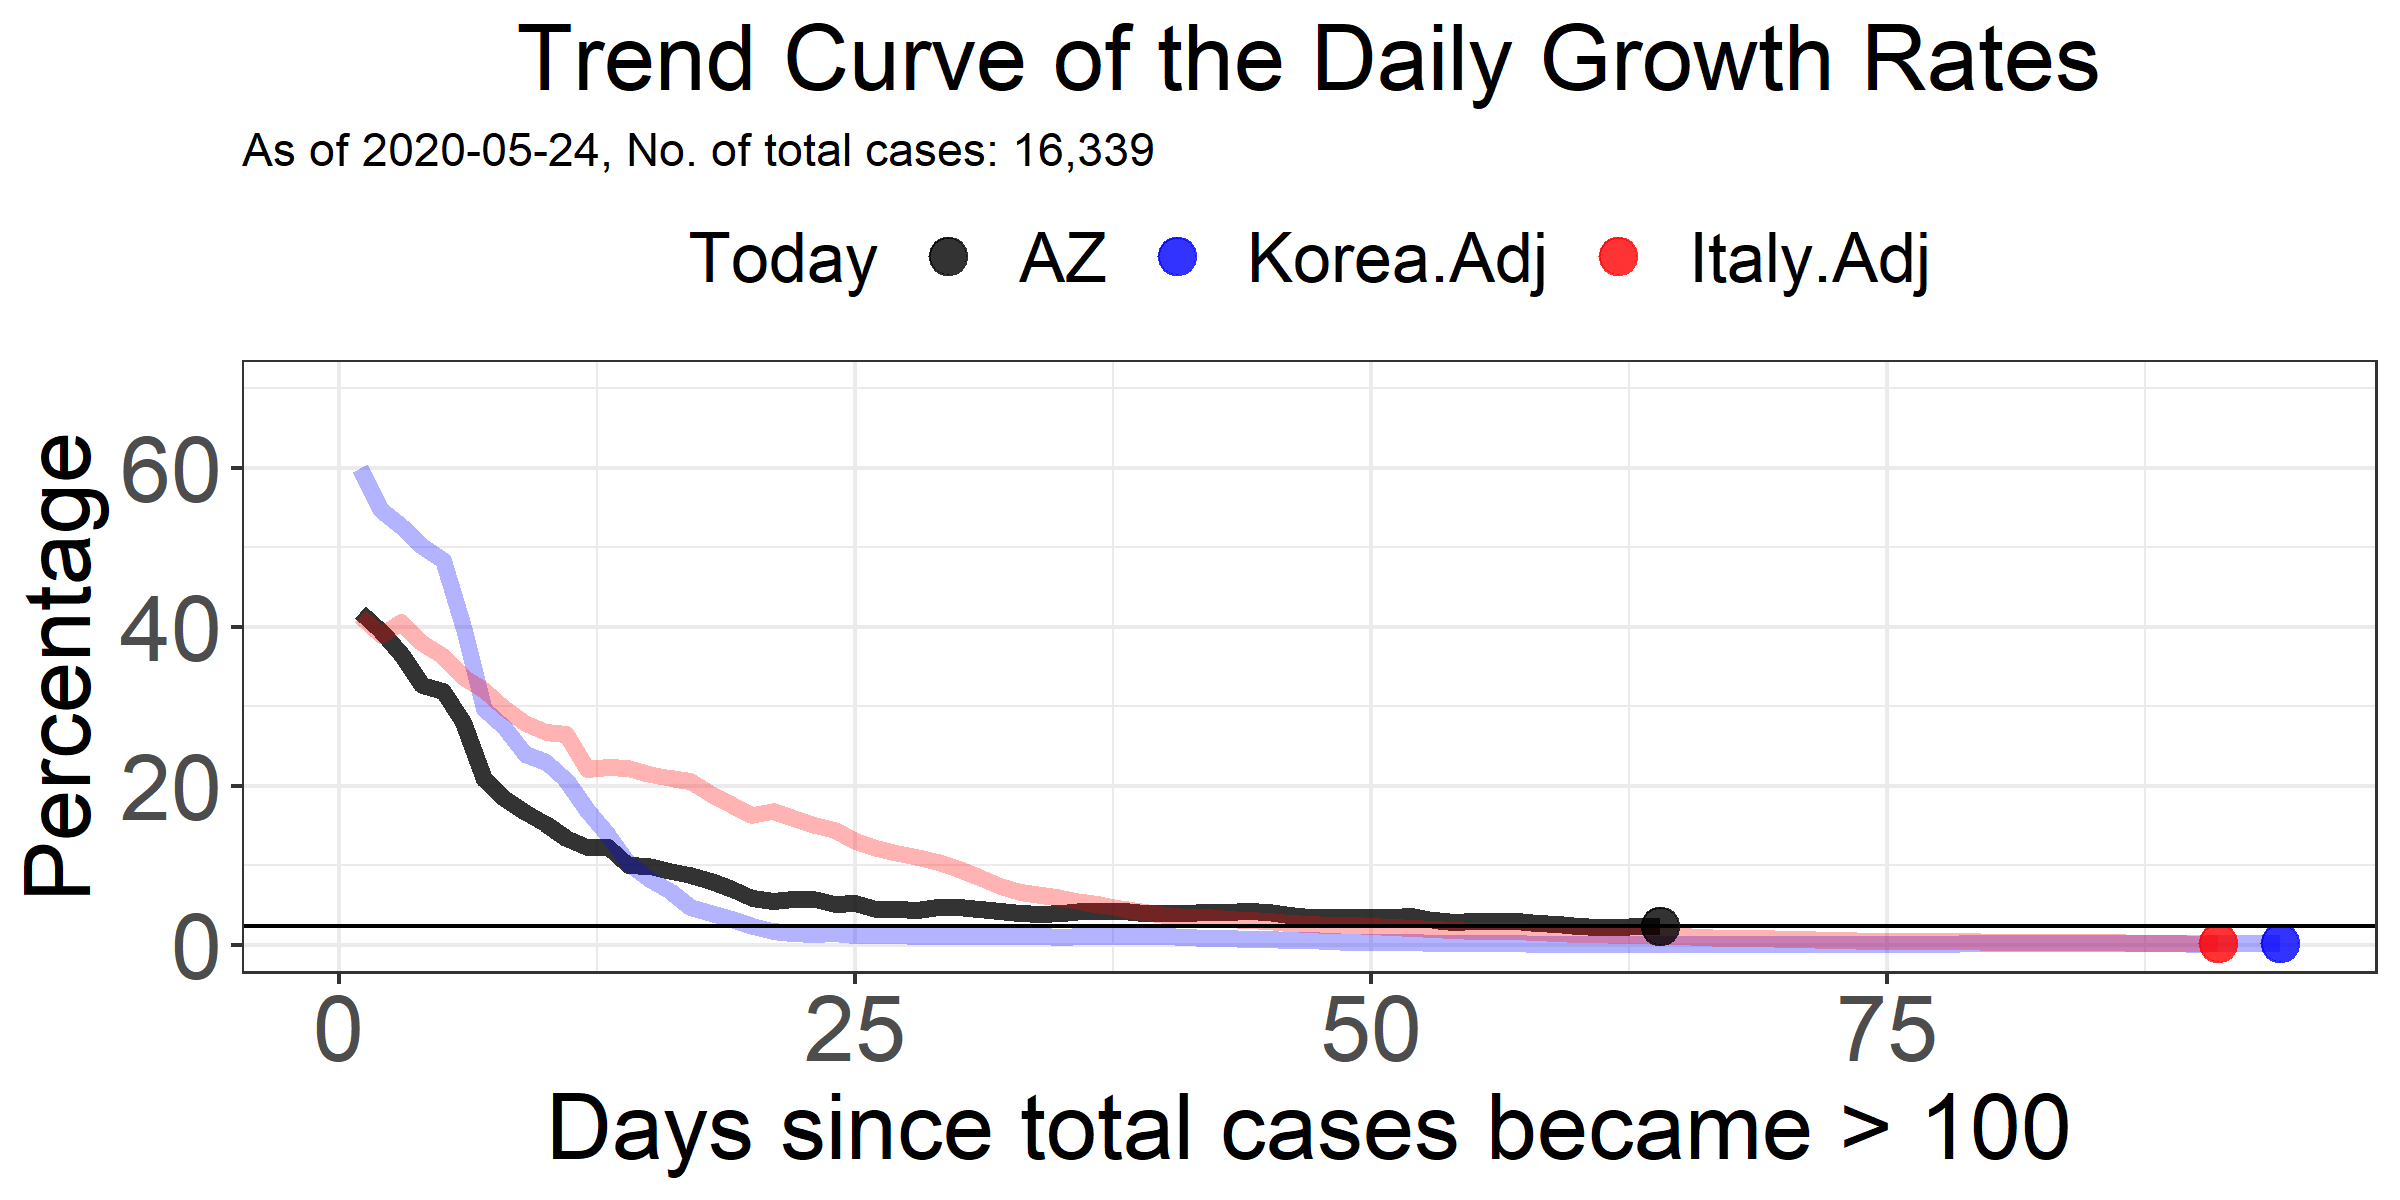 Trend Curve of the Daily Growth Rates
As of 2020-05-24, No. of total cases: 16,339
Today AZ Korea.Adj Italy.Adj
Percentage
60
40
20
0
0 25 50 75
Days since total cases became > 100